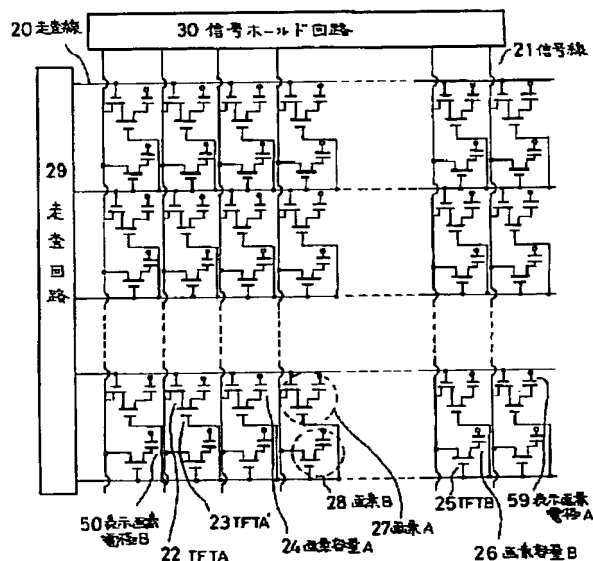 20 走査線
30 信号ホールド回路
21 信号線
29
走査回路
50 表示画素電極B
22 TFTA
23 TFTA'
24 画素容量A
28 画素B
27 画素A
25 TFTB
26 画素容量B
59 表示画素電極A